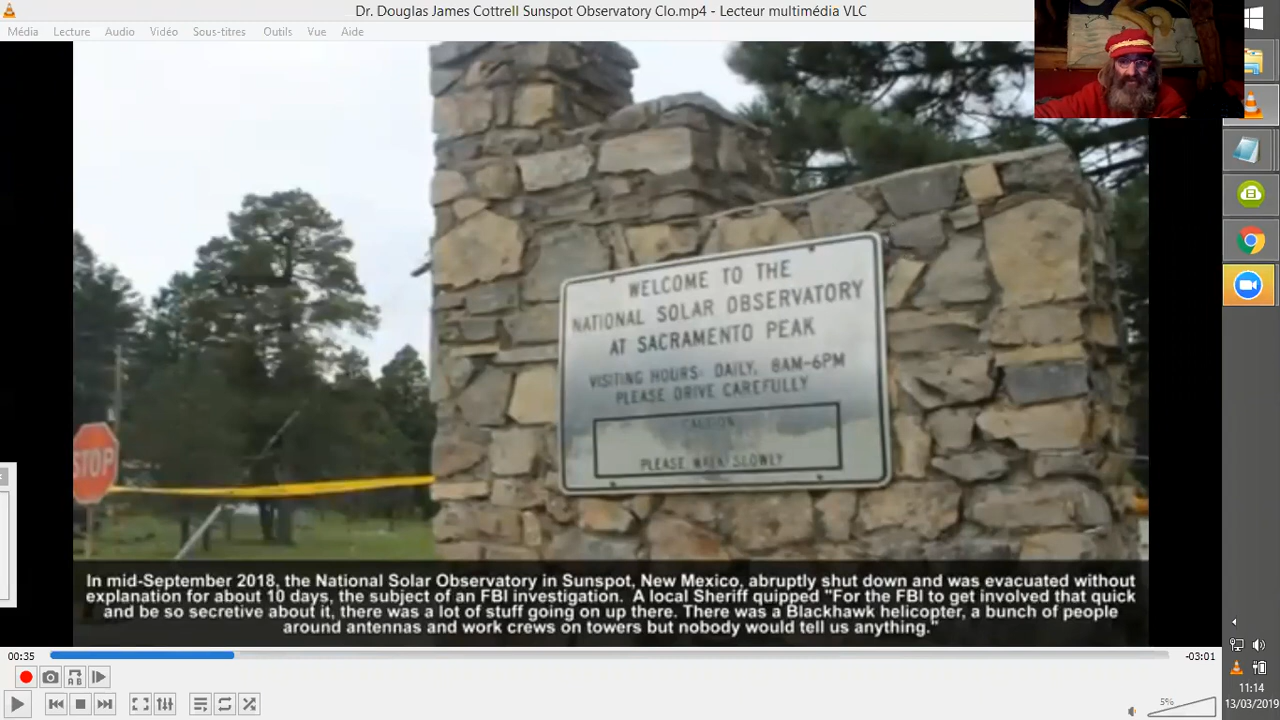 Dr. Douglas James Cottrell Sunspot Observatory Clo.mp4 - Lecteur multimédia VLC
Média Lecture Audio Vidéo Sous-titres Outils Vue Aide
WELCOME TO THE
NATIONAL SOLAR OBSERVATORY
AT SACRAMENTO PEAK
VISITING HOURS: DAILY, 8AM-6PM
PLEASE DRIVE CAREFULLY
CAUTION
PLEASE WALK SLOWLY
STOP
In mid-September 2018, the National Solar Observatory in Sunspot, New Mexico, abruptly shut down and was evacuated without
explanation for about 10 days, the subject of an FBI investigation. A local Sheriff quipped "For the FBI to get involved that quick
and be so secretive about it, there was a lot of stuff going on up there. There was a Blackhawk helicopter, a bunch of people
around antennas and work crews on towers but nobody would tell us anything."
00:35
-03:01
5%
11:14
13/03/2019